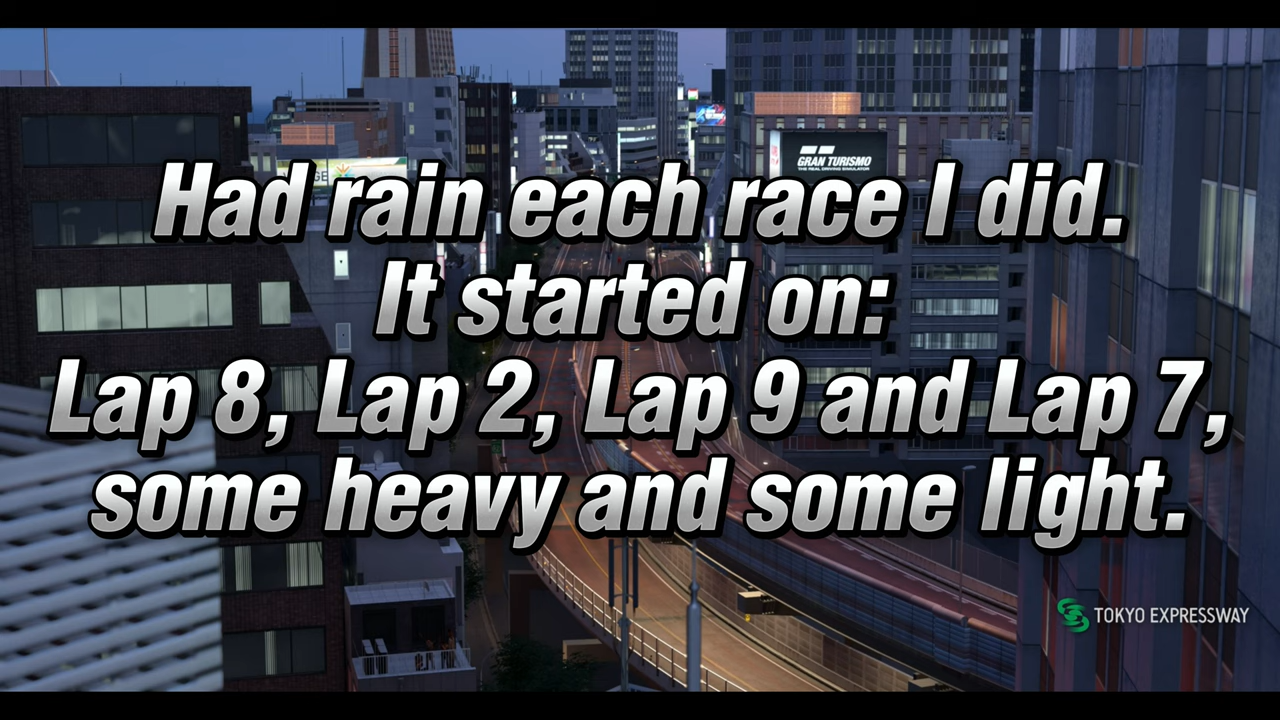 GRAN TURISMO
THE REAL DRIVING SIMULATOR
Had rain each race I did.
It started on:
Lap 8, Lap 2, Lap 9 and Lap 7,
some heavy and some light.
TOKYO EXPRESSWAY